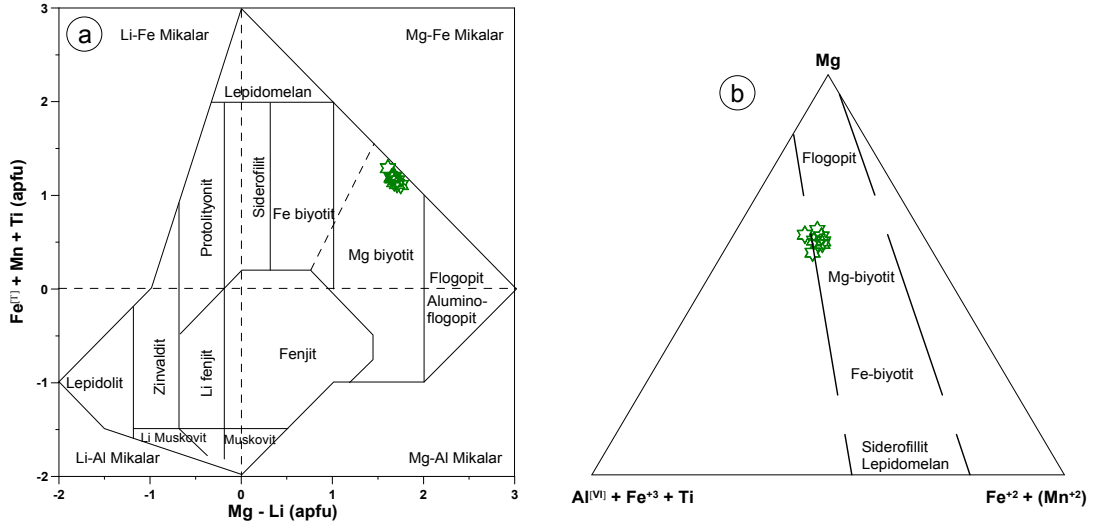 a
Li-Fe Mikalar
Mg-Fe Mikalar
3
2
1
0
-1
-2
Fe[T] + Mn + Ti (apfu)
Lepidomelan
Protolityonit
Siderofilit
Fe biyotit
Mg biyotit
Flogopit
Alumino-
flogopit
Lepidolit
Zinvaldit
Li fenjit
Fenjit
Li Muskovit
Muskovit
Li-Al Mikalar
Mg-Al Mikalar
-2
-1
0
1
2
3
Mg - Li (apfu)
b
Mg
Flogopit
Mg-biyotit
Fe-biyotit
Siderofillit
Lepidomelan
Al[VI] + Fe+3 + Ti
Fe+2 + (Mn+2)